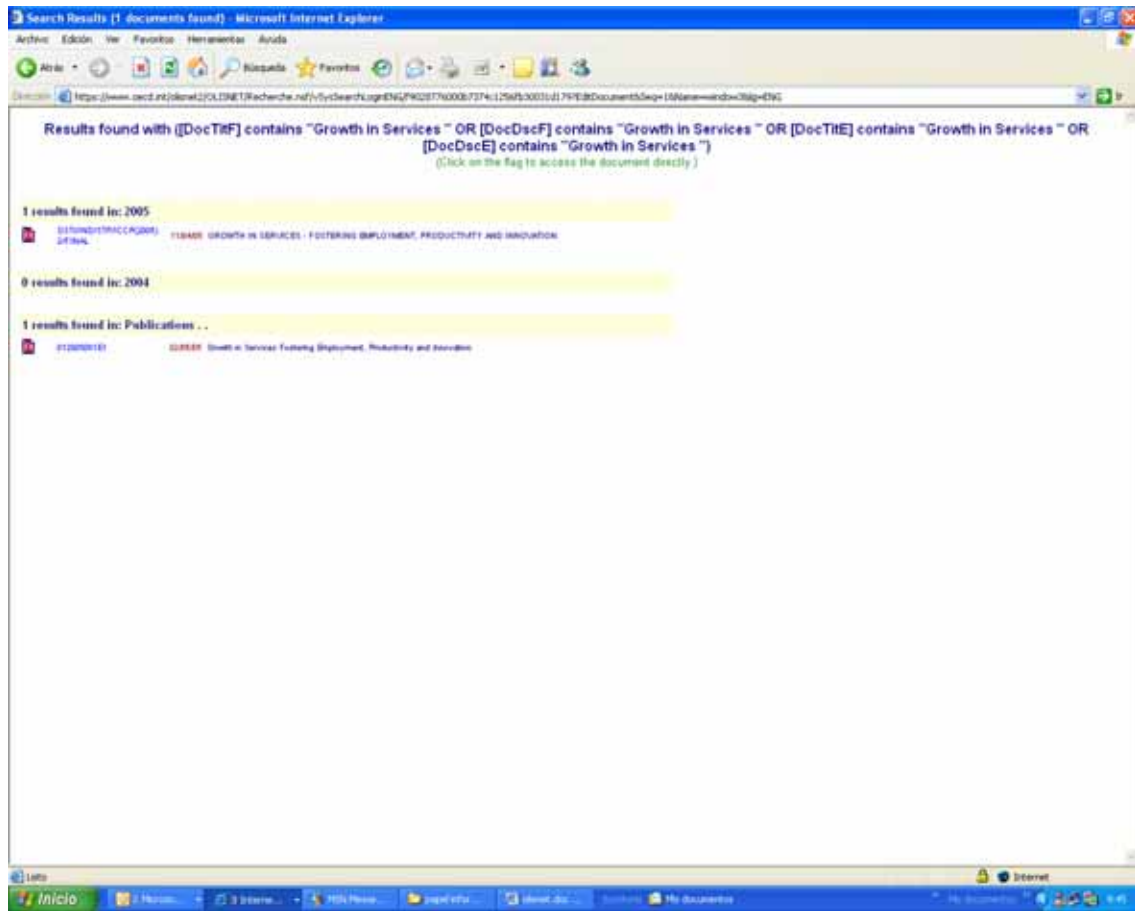 Search Results (1 documents found) - Microsoft Internet Explorer
Archivo Edición Ver Favoritos Herramientas Ayuda
Atrás Búsqueda Favoritos
Dirección Ir
Results found with ([DocTitF] contains "Growth in Services " OR [DocDscF] contains "Growth in Services " OR [DocTitE] contains "Growth in Services " OR
[DocDscE] contains "Growth in Services ")
(Click on the flag to access the document directly )
1 results found in: 2005
GROWTH IN SERVICES - FOSTERING EMPLOYMENT, PRODUCTIVITY AND INNOVATION
0 results found in: 2004
1 results found in: Publications . .
Growth in Services Fostering Employment, Productivity and Innovation
Listo Internet
Inicio My documentos